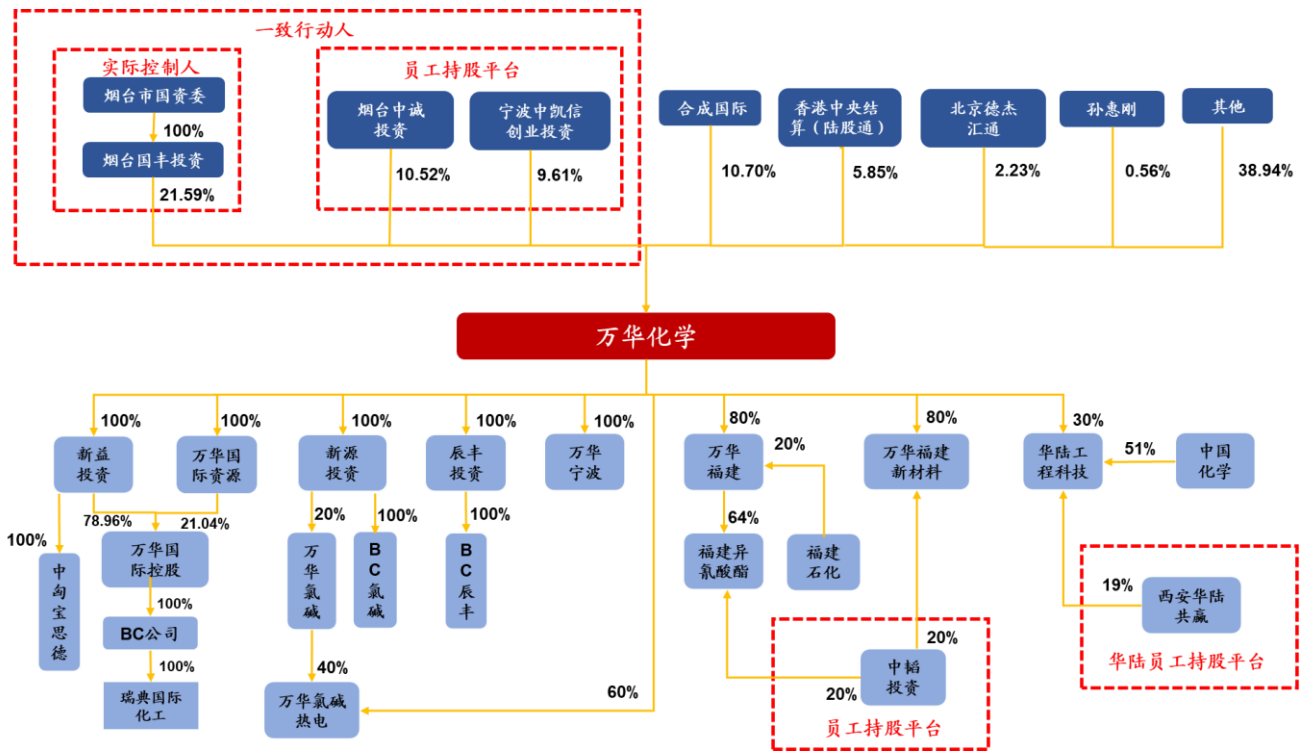 一致行动人
实际控制人
员工持股平台
烟台市国资委
100%
烟台国丰投资
21.59%
烟台中诚
投资
10.52%
宁波中凯信
创业投资
9.61%
合成国际
10.70%
香港中央结
算（陆股通）
5.85%
北京德杰
汇通
2.23%
孙惠刚
0.56%
其他
38.94%
万华化学
100%
100%
100%
100%
100%
80%
80%
30%
新益
投资
万华国
际资源
新源
投资
辰丰
投资
万华
宁波
万华
福建
20%
万华福建
新材料
华陆工
程科技
51%
中国
化学
100%
78.96%
21.04%
20%
100%
100%
64%
中匈宝思德
万华国
际控股
万华氯碱
BC氯碱
BC辰丰
福建异
氰酸酯
福建
石化
100%
BC公司
100%
瑞典国际
化工
40%
万华氯碱
热电
60%
20%
20%
中韬
投资
员工持股平台
19%
西安华陆
共赢
华陆员工持股平台